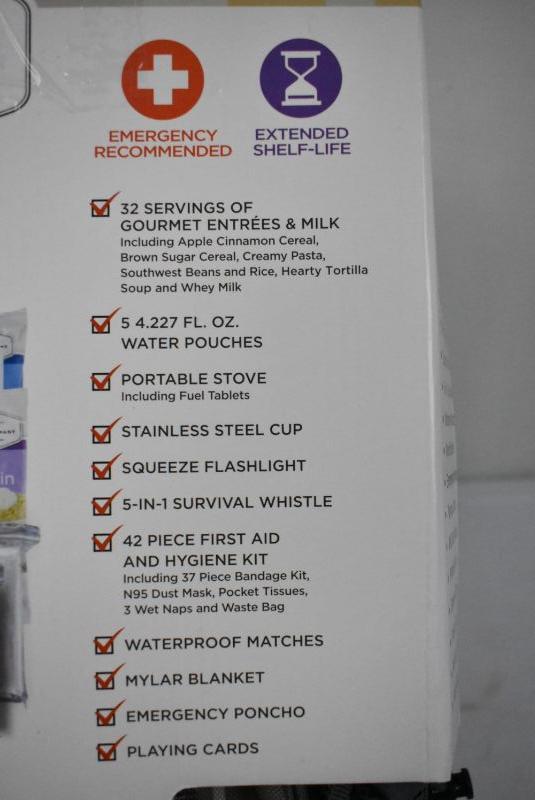 EMERGENCY
RECOMMENDED
EXTENDED
SHELF-LIFE
32 SERVINGS OF
GOURMET ENTRÉES & MILK
Including Apple Cinnamon Cereal,
Brown Sugar Cereal, Creamy Pasta,
Southwest Beans and Rice, Hearty Tortilla
Soup and Whey Milk
5 4.227 FL. OZ.
WATER POUCHES
PORTABLE STOVE
Including Fuel Tablets
STAINLESS STEEL CUP
SQUEEZE FLASHLIGHT
5-IN-1 SURVIVAL WHISTLE
42 PIECE FIRST AID
AND HYGIENE KIT
Including 37 Piece Bandage Kit,
N95 Dust Mask, Pocket Tissues,
3 Wet Naps and Waste Bag
WATERPROOF MATCHES
MYLAR BLANKET
EMERGENCY PONCHO
PLAYING CARDS